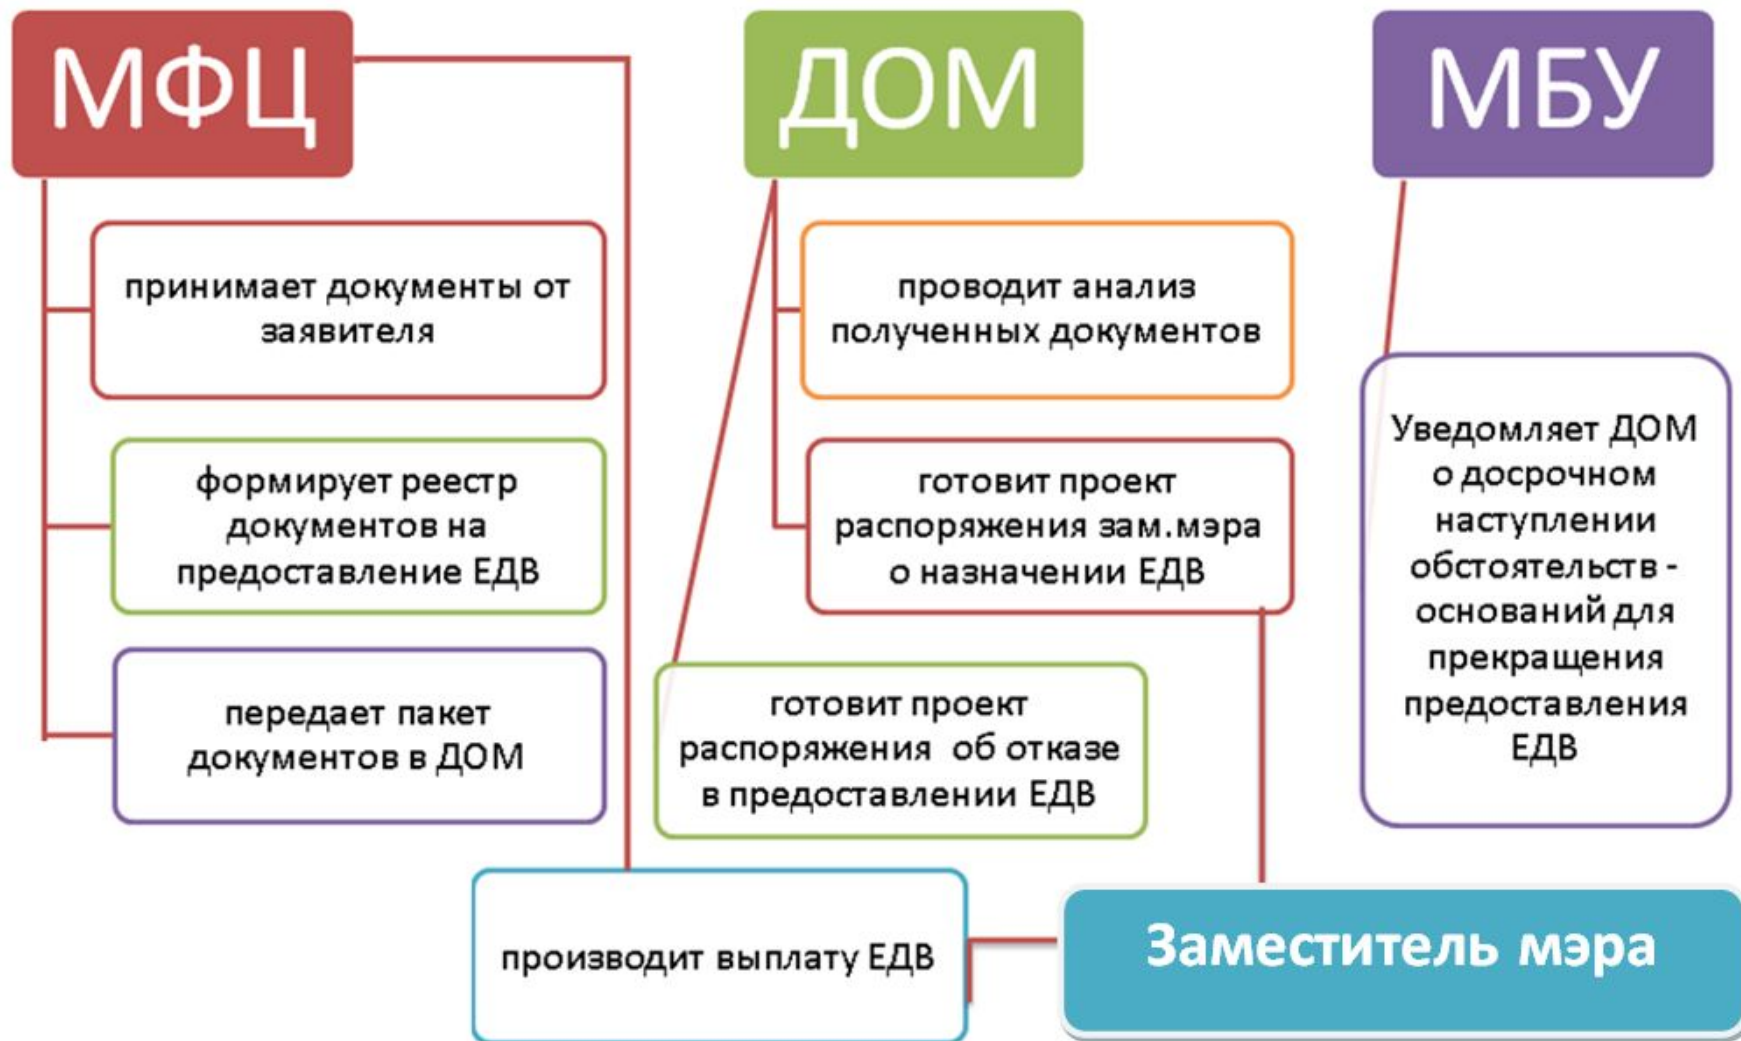 МФЦ
принимает документы от
заявителя
формирует реестр
документов на
предоставление ЕДВ
передает пакет
документов в ДОМ
ДОМ
проводит анализ
полученных документов
готовит проект
распоряжения зам.мэра
о назначении ЕДВ
готовит проект
распоряжения об отказе
в предоставлении ЕДВ
МБУ
Уведомляет ДОМ
о досрочном
наступлении
обстоятельств -
оснований для
прекращения
предоставления
ЕДВ
производит выплату ЕДВ
Заместитель мэра